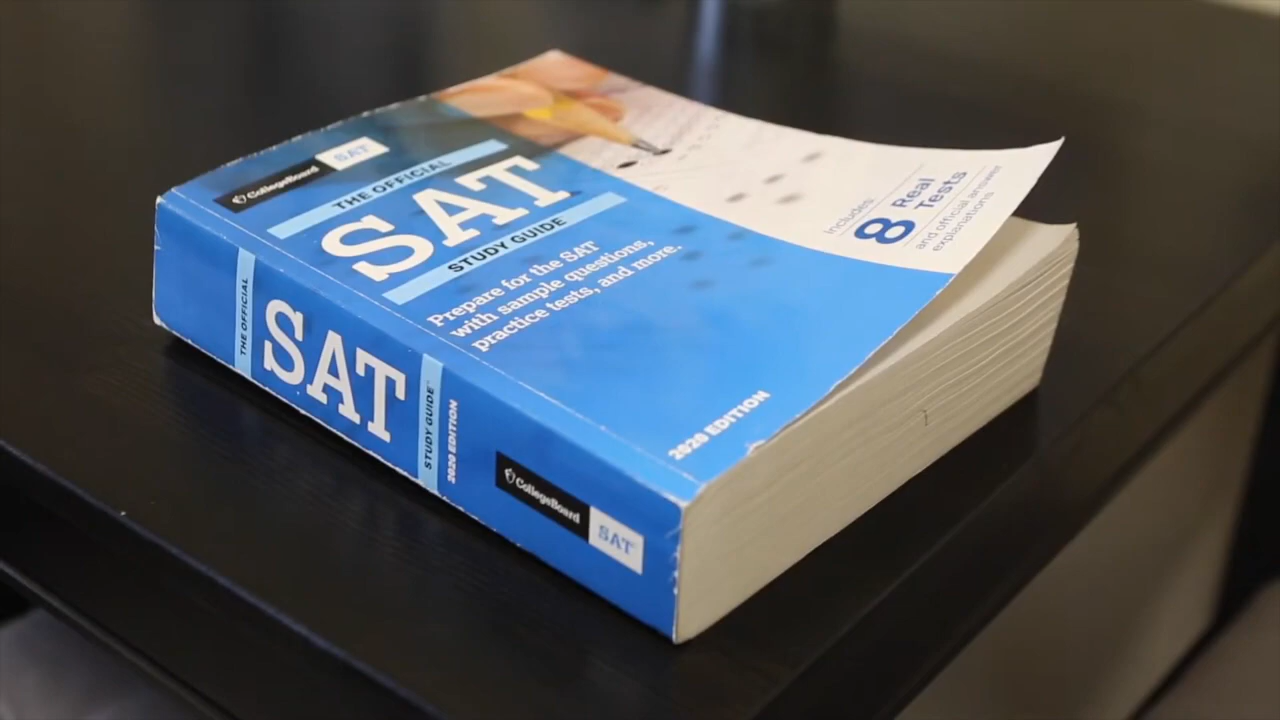 CollegeBoard
SAT
THE OFFICIAL
SAT
STUDY GUIDE
Prepare for the SAT
with sample questions,
practice tests, and more.
Includes
8 Real
Tests
and official answer
explanations
2020 EDITION
THE OFFICIAL
SAT
STUDY GUIDE™
2020 EDITION
CollegeBoard
SAT